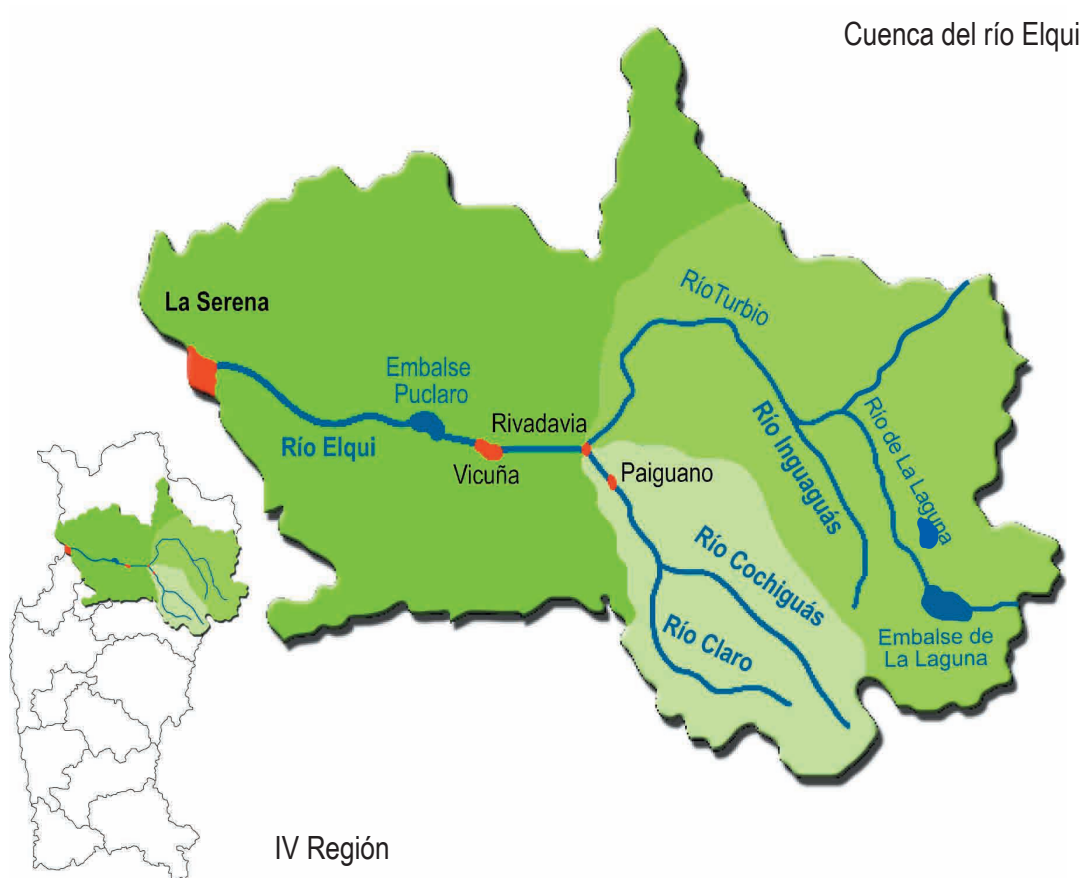 Cuenca del río Elqui
La Serena
RíoTurbio
Embalse
Puclaro
Río Elqui
Rivadavia
Vicuña
Paiguano
Río Inguaguás
Río de La Laguna
Río Cochiguás
Río Claro
Embalse de
La Laguna
IV Región